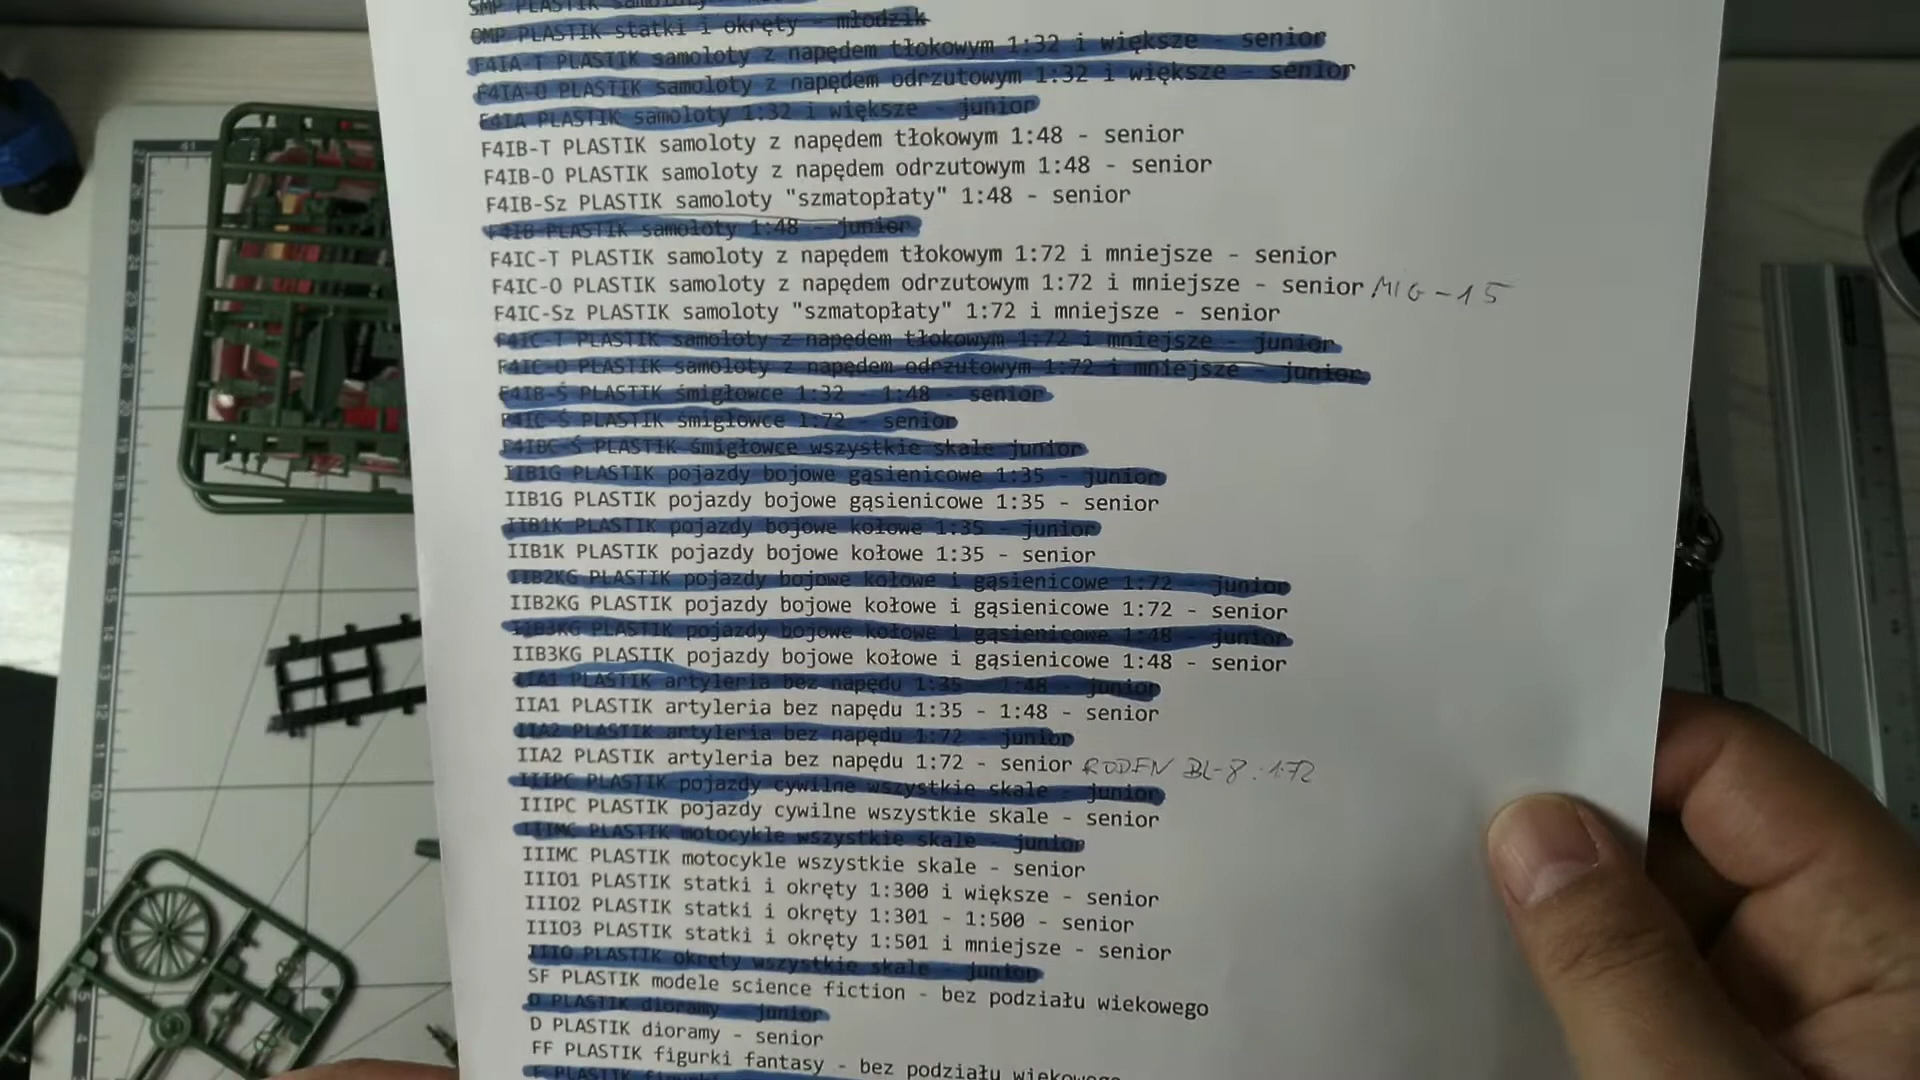 SMP PLASTIK samoloty -
OMP PLASTIK statki i okręty - młodzik
F4IA-T PLASTIK samoloty z napędem tłokowym 1:32 i większe - senior
F4IA-O PLASTIK samoloty z napędem odrzutowym 1:32 i większe - senior
F4IA PLASTIK samoloty 1:32 i większe - junior
F4IB-T PLASTIK samoloty z napędem tłokowym 1:48 - senior
F4IB-O PLASTIK samoloty z napędem odrzutowym 1:48 - senior
F4IB-Sz PLASTIK samoloty "szmatopłaty" 1:48 - senior
F4IB PLASTIK samoloty 1:48 - junior
F4IC-T PLASTIK samoloty z napędem tłokowym 1:72 i mniejsze - senior
F4IC-O PLASTIK samoloty z napędem odrzutowym 1:72 i mniejsze - senior MIG-15
F4IC-Sz PLASTIK samoloty "szmatopłaty" 1:72 i mniejsze - senior
F4IC-T PLASTIK samoloty z napędem tłokowym 1:72 i mniejsze - junior
F4IC-O PLASTIK samoloty z napędem odrzutowym 1:72 i mniejsze - junior
F4IB-Ś PLASTIK śmigłowce 1:32 - 1:48 - senior
F4IC-Ś PLASTIK śmigłowce 1:72 - senior
F4IBC-Ś PLASTIK śmigłowce wszystkie skale junior
IIB1G PLASTIK pojazdy bojowe gąsienicowe 1:35 - junior
IIB1G PLASTIK pojazdy bojowe gąsienicowe 1:35 - senior
IIB1K PLASTIK pojazdy bojowe kołowe 1:35 - junior
IIB1K PLASTIK pojazdy bojowe kołowe 1:35 - senior
IIB2KG PLASTIK pojazdy bojowe kołowe i gąsienicowe 1:72 - junior
IIB2KG PLASTIK pojazdy bojowe kołowe i gąsienicowe 1:72 - senior
IIB3KG PLASTIK pojazdy bojowe kołowe i gąsienicowe 1:48 - junior
IIB3KG PLASTIK pojazdy bojowe kołowe i gąsienicowe 1:48 - senior
IIA1 PLASTIK artyleria bez napędu 1:35 - 1:48 - junior
IIA1 PLASTIK artyleria bez napędu 1:35 - 1:48 - senior
IIA2 PLASTIK artyleria bez napędu 1:72 - junior
IIA2 PLASTIK artyleria bez napędu 1:72 - senior RODEN BL-8 1:72
IIIPC PLASTIK pojazdy cywilne wszystkie skale - junior
IIIPC PLASTIK pojazdy cywilne wszystkie skale - senior
IIIMC PLASTIK motocykle wszystkie skale - junior
IIIMC PLASTIK motocykle wszystkie skale - senior
IIIO1 PLASTIK statki i okręty 1:300 i większe - senior
IIIO2 PLASTIK statki i okręty 1:301 - 1:500 - senior
IIIO3 PLASTIK statki i okręty 1:501 i mniejsze - senior
IIIO PLASTIK okręty wszystkie skale - junior
SF PLASTIK modele science fiction - bez podziału wiekowego
D PLASTIK dioramy - junior
D PLASTIK dioramy - senior
FF PLASTIK figurki fantasy - bez podziału wiekowego
F PLASTIK figurki